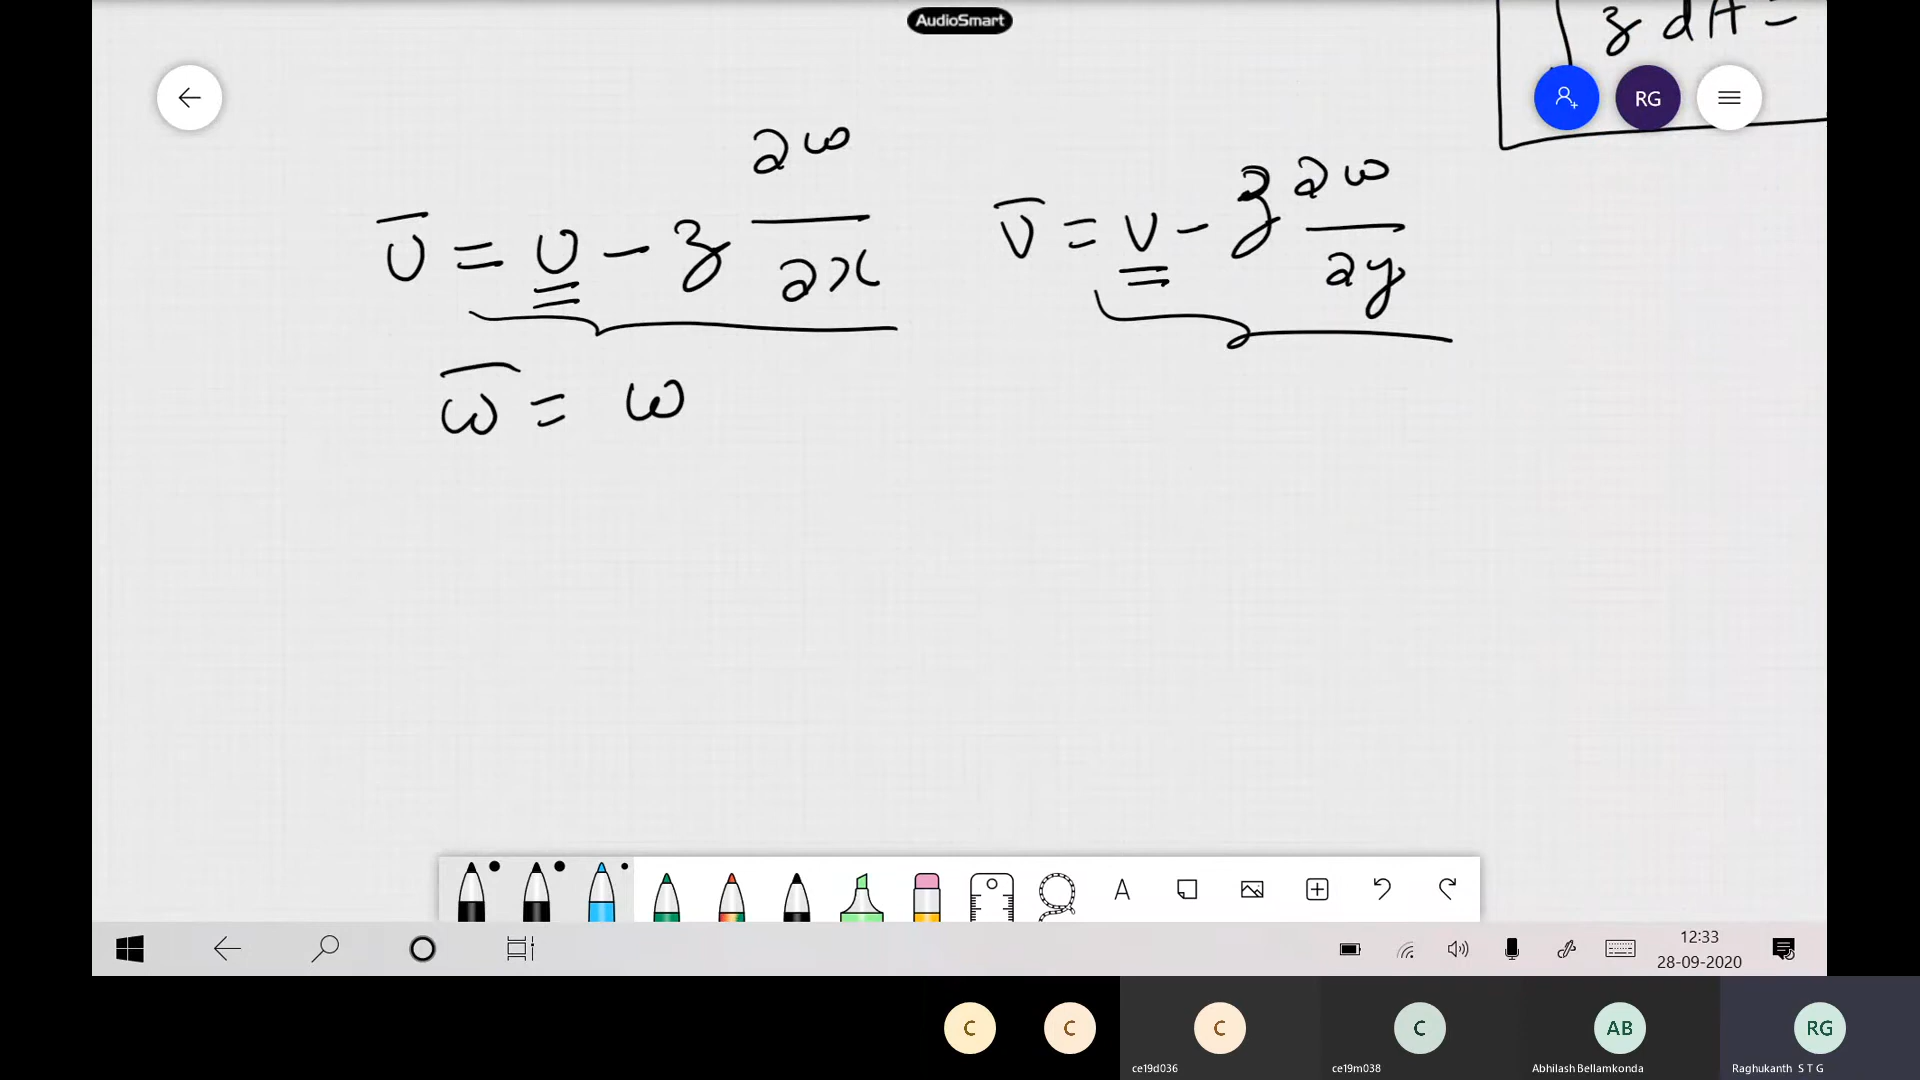 AudioSmart
∫ z dA =
RG
ū = u - z ∂w/∂x
v̄ = v - z ∂w/∂y
w̄ = w
A
12:33
28-09-2020
C
C
C
C
AB
RG
ce19d036
ce19m038
Abhilash Bellamkonda
Raghukanth S T G